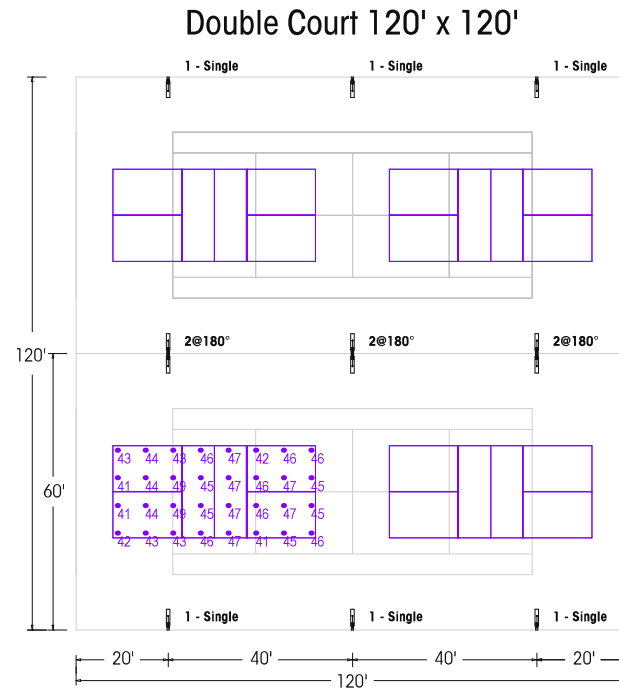 Double Court 120' x 120'
1 - Single 1 - Single 1 - Single
2@180° 2@180° 2@180°
120'
43 44 43 46 47 42 46 46
41 44 49 45 47 46 47 45
60'
41 44 49 45 47 46 47 45
42 43 43 46 47 41 45 46
1 - Single 1 - Single 1 - Single
20' 40' 40' 20'
120'